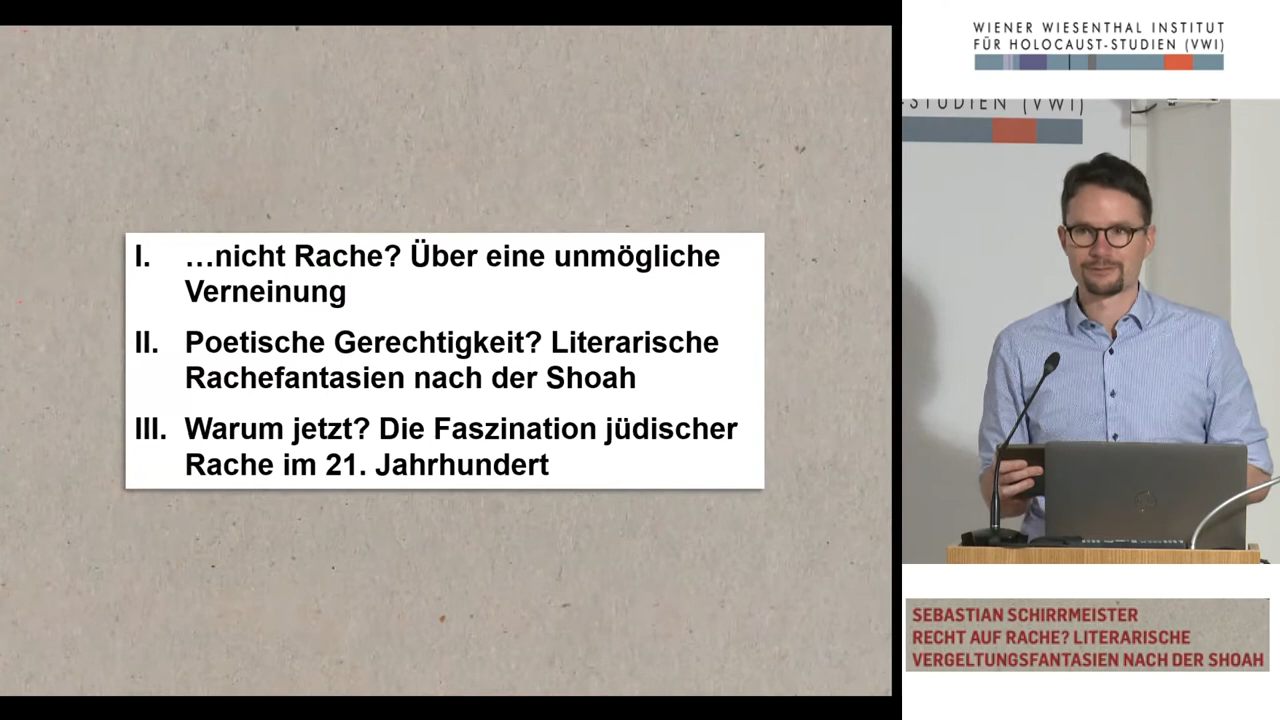 I. …nicht Rache? Über eine unmögliche
Verneinung
II. Poetische Gerechtigkeit? Literarische
Rachefantasien nach der Shoah
III. Warum jetzt? Die Faszination jüdischer
Rache im 21. Jahrhundert
WIENER WIESENTHAL INSTITUT
FÜR HOLOCAUST-STUDIEN (VWI)
-STUDIEN (VWI)
SEBASTIAN SCHIRRMEISTER
RECHT AUF RACHE? LITERARISCHE
VERGELTUNGSFANTASIEN NACH DER SHOAH